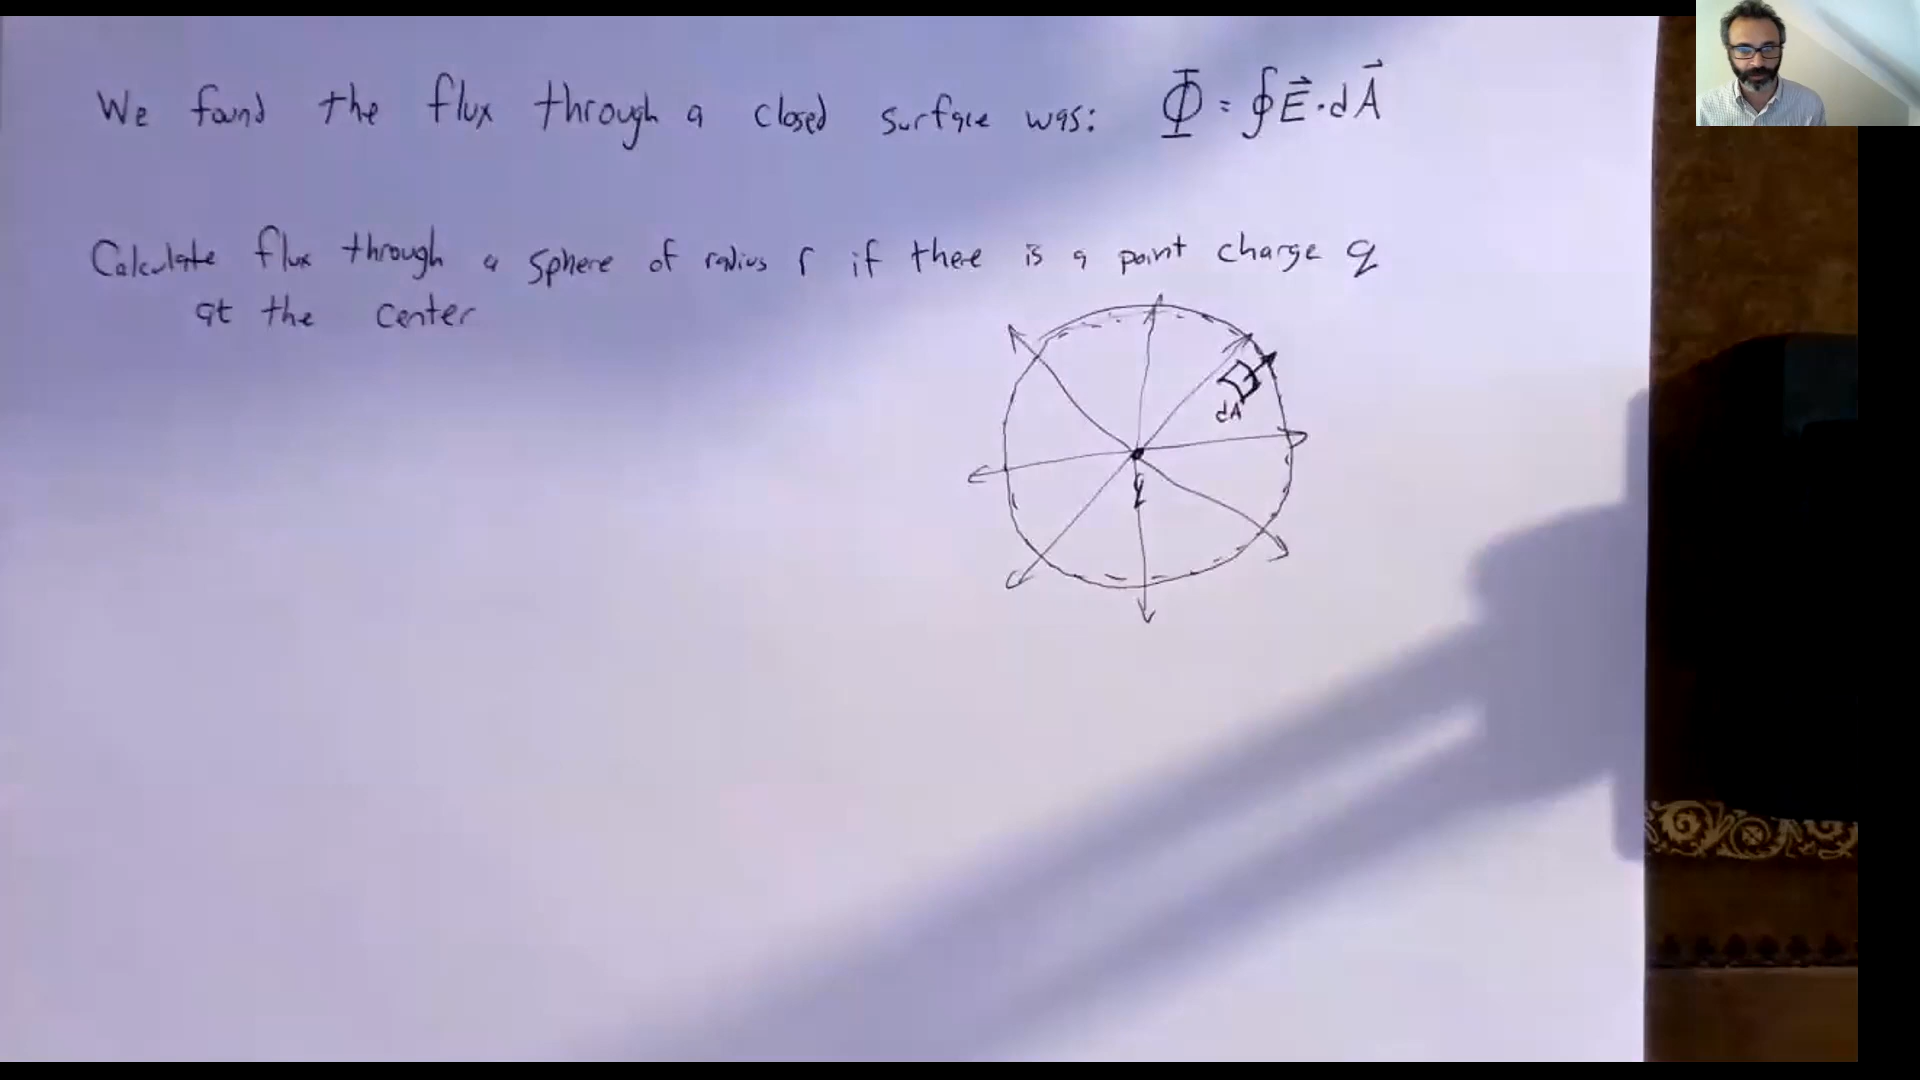 We found the flux through a closed surface was: Φ = ∮E⃗·dA⃗
Calculate flux through a sphere of radius r if there is a point charge q
at the center
dA
q